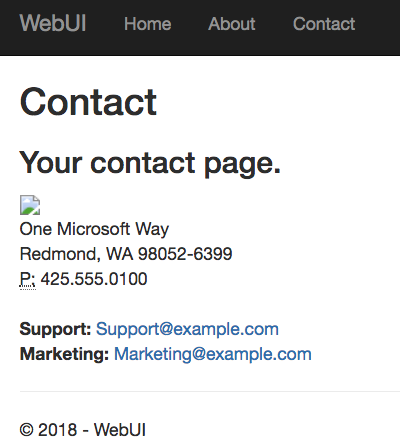 WebUI Home About Contact
Contact
Your contact page.
One Microsoft Way
Redmond, WA 98052-6399
P: 425.555.0100
Support: Support@example.com
Marketing: Marketing@example.com
© 2018 - WebUI